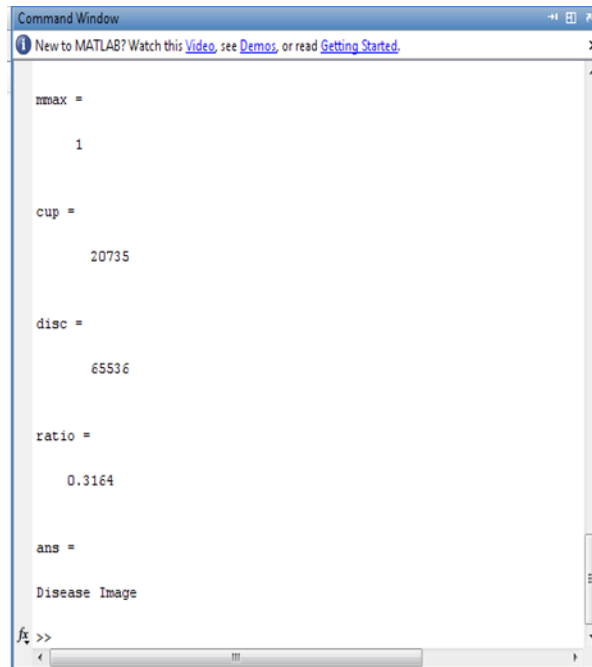 Command Window
New to MATLAB? Watch this Video, see Demos, or read Getting Started.
mmax =
1
cup =
20735
disc =
65536
ratio =
0.3164
ans =
Disease Image
fx >>